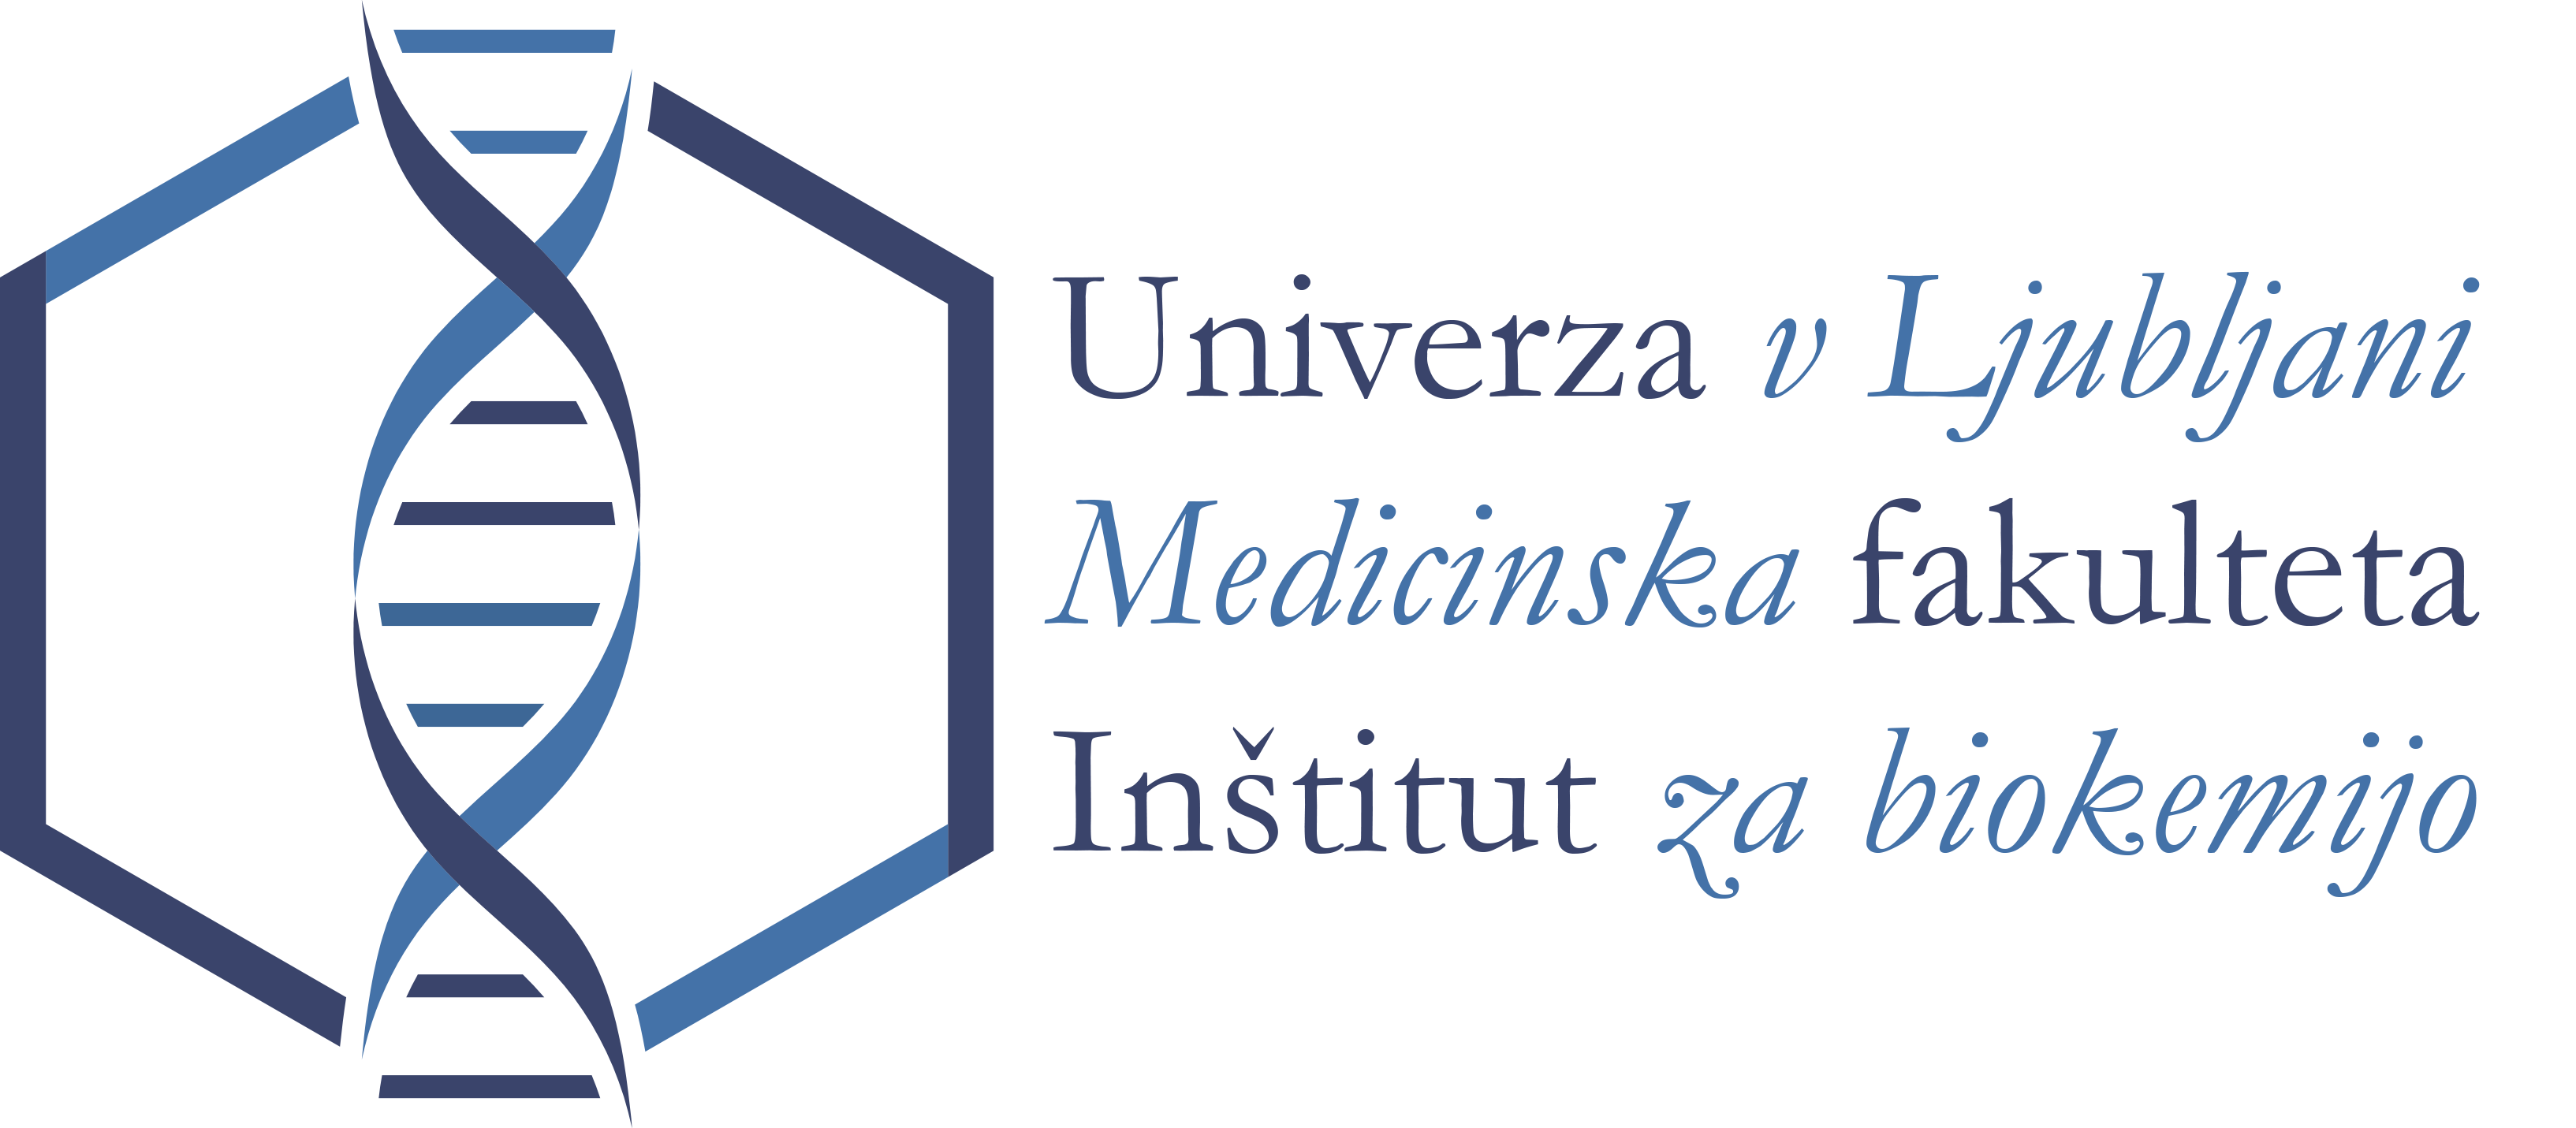 Univerza v Ljubljani
Medicinska fakulteta
Inštitut za biokemijo